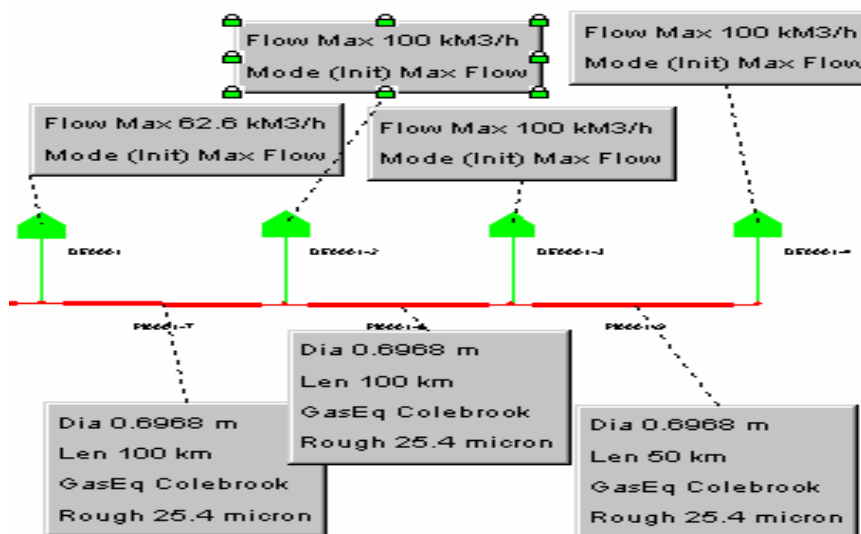 Flow Max 100 kM3/h
Mode (Init) Max Flow
Flow Max 100 kM3/h
Mode (Init) Max Flow
Flow Max 62.6 kM3/h
Mode (Init) Max Flow
Flow Max 100 kM3/h
Mode (Init) Max Flow
Dia 0.6968 m
Len 100 km
GasEq Colebrook
Rough 25.4 micron
Dia 0.6968 m
Len 100 km
GasEq Colebrook
Rough 25.4 micron
Dia 0.6968 m
Len 50 km
GasEq Colebrook
Rough 25.4 micron